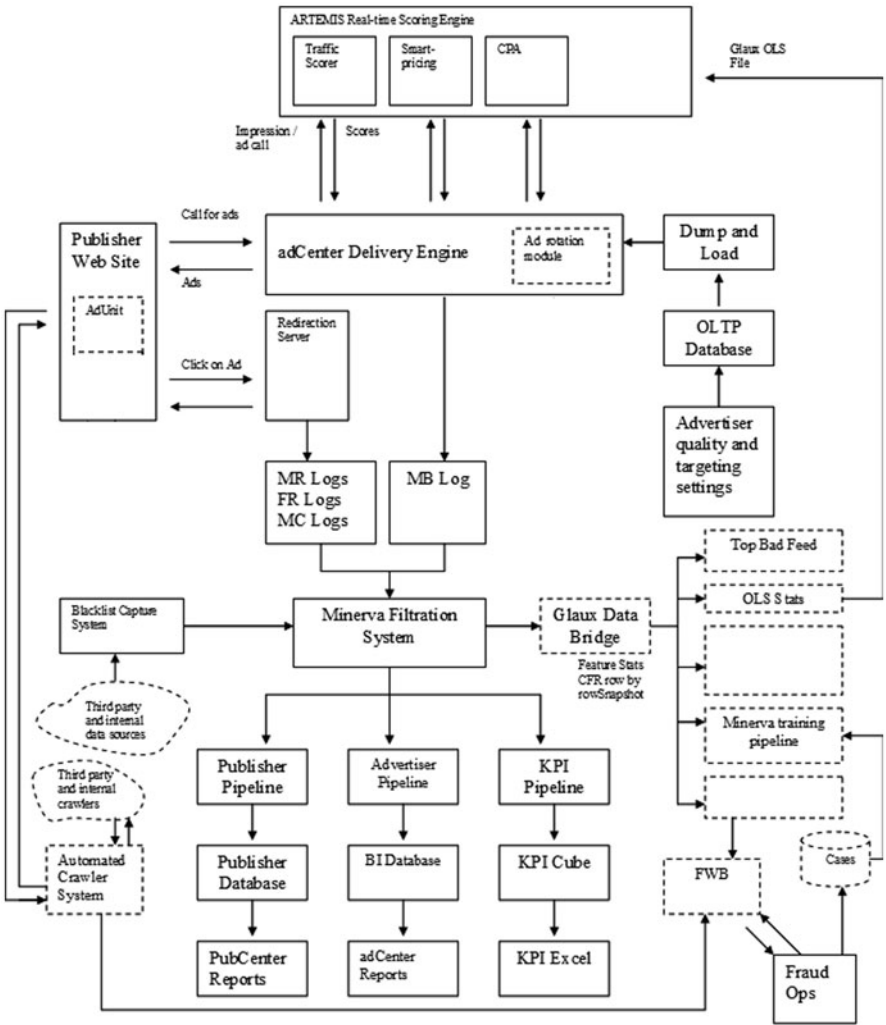 ARTEMIS Real-time Scoring Engine
Traffic
Scorer
Smart-
pricing
CPA
Glaux OLS
File
Impression /
ad call
Scores
Call for ads
Publisher
Web Site
adCenter Delivery Engine
Ad rotation
module
Dump and
Load
Ads
AdUnit
Redirection
Server
OLTP
Database
Click on Ad
Advertiser
quality and
targeting
settings
MR Logs
FR Logs
MC Logs
MB Log
Top Bad Feed
OLS Stats
Blacklist Capture
System
Minerva Filtration
System
Glaux Data
Bridge
Feature Stats
CFR row by
rowSnapshot
Third party
and internal
data sources
Minerva training
pipeline
Third party
and internal
crawlers
Publisher
Pipeline
Advertiser
Pipeline
KPI
Pipeline
Automated
Crawler
System
Publisher
Database
BI Database
KPI Cube
FWB
Cases
PubCenter
Reports
adCenter
Reports
KPI Excel
Fraud
Ops